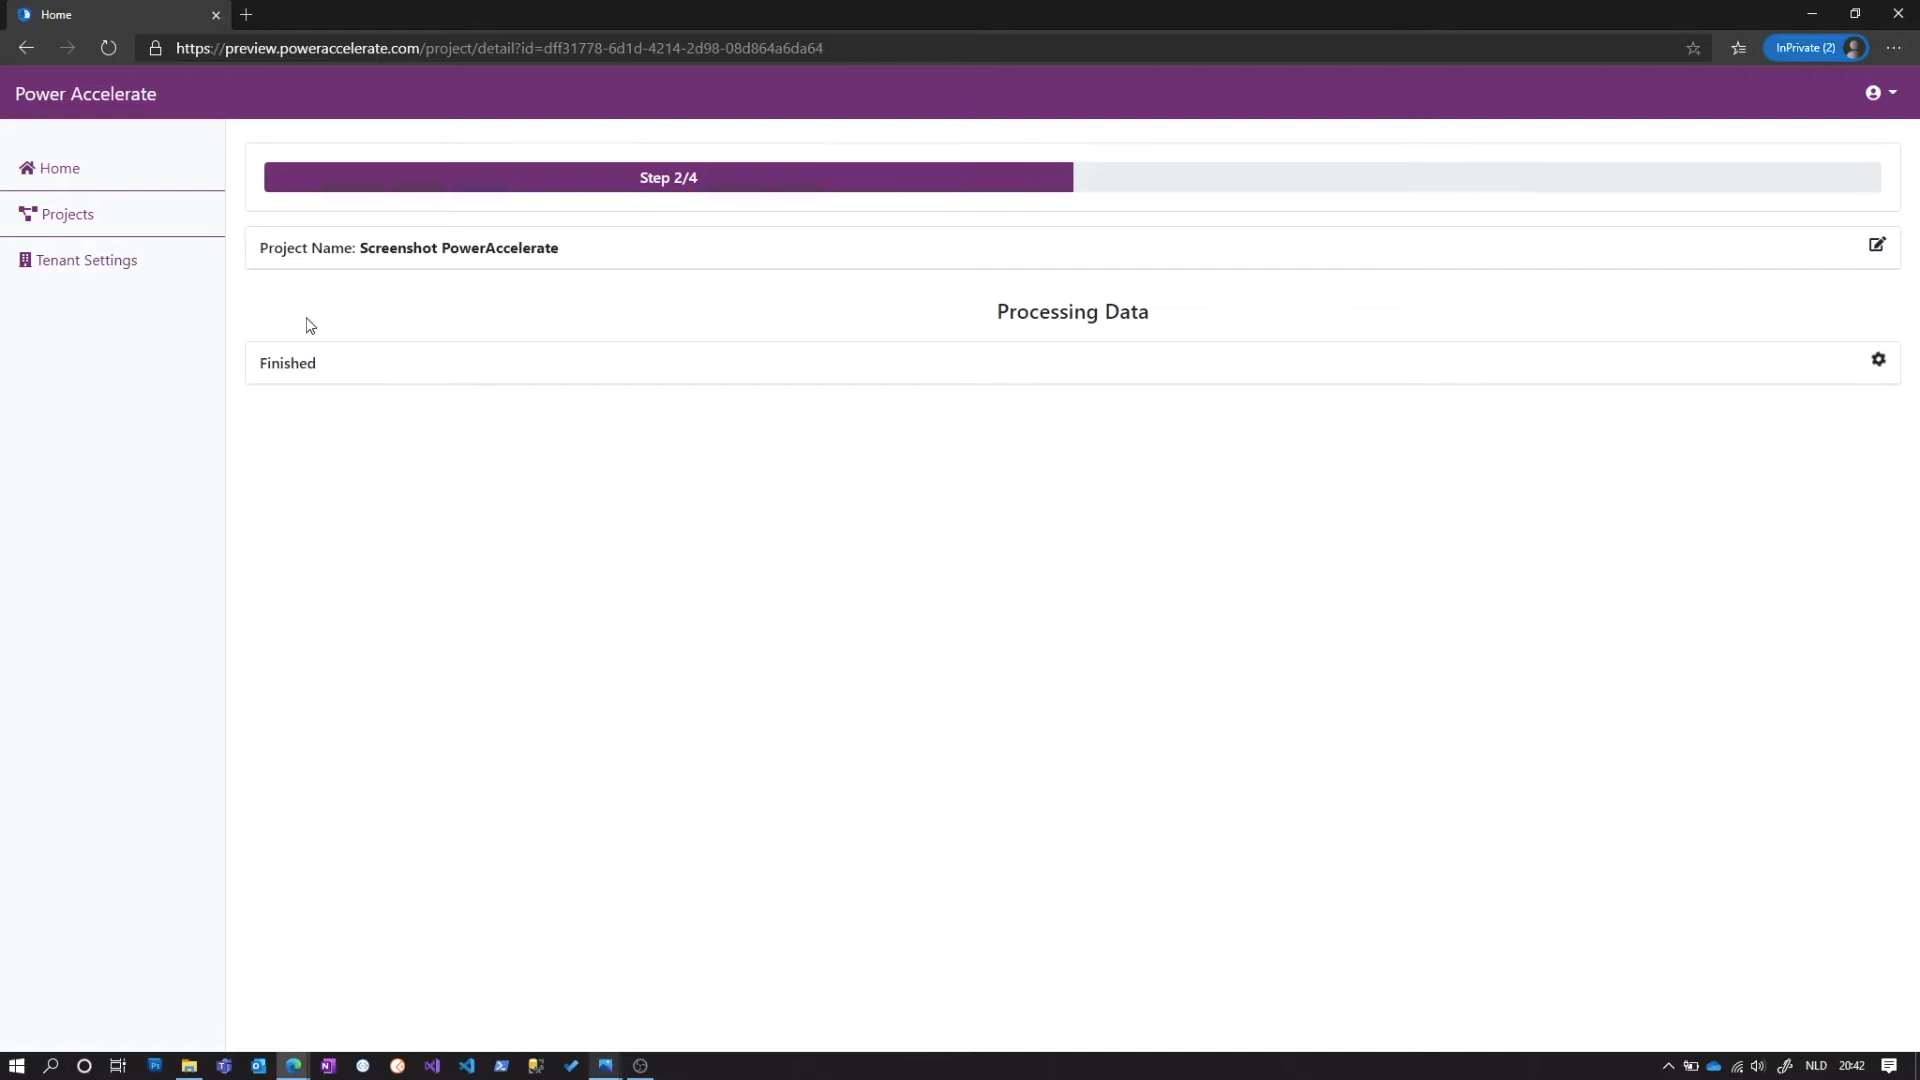 Home
https://preview.poweraccelerate.com/project/detail?id=dff31778-6d1d-4214-2d98-08d864a6da64
InPrivate (2)
Power Accelerate
Home
Projects
Tenant Settings
Step 2/4
Project Name: Screenshot PowerAccelerate
Processing Data
Finished
NLD
20:42